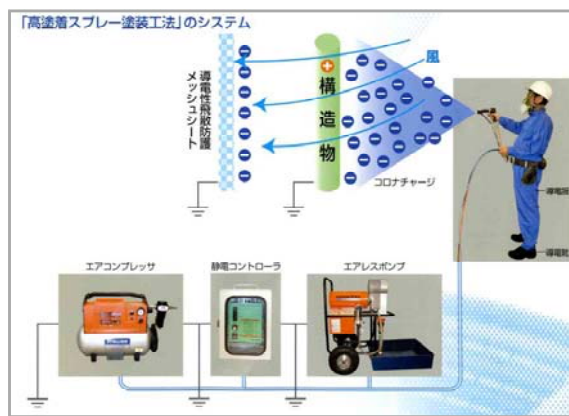 「高塗着スプレー塗装工法」のシステム
風
導電性飛散防護
メッシュシート
＋
構造物
コロナチャージ
導電服
導電靴
エアコンプレッサ
静電コントローラ
エアレスポンプ